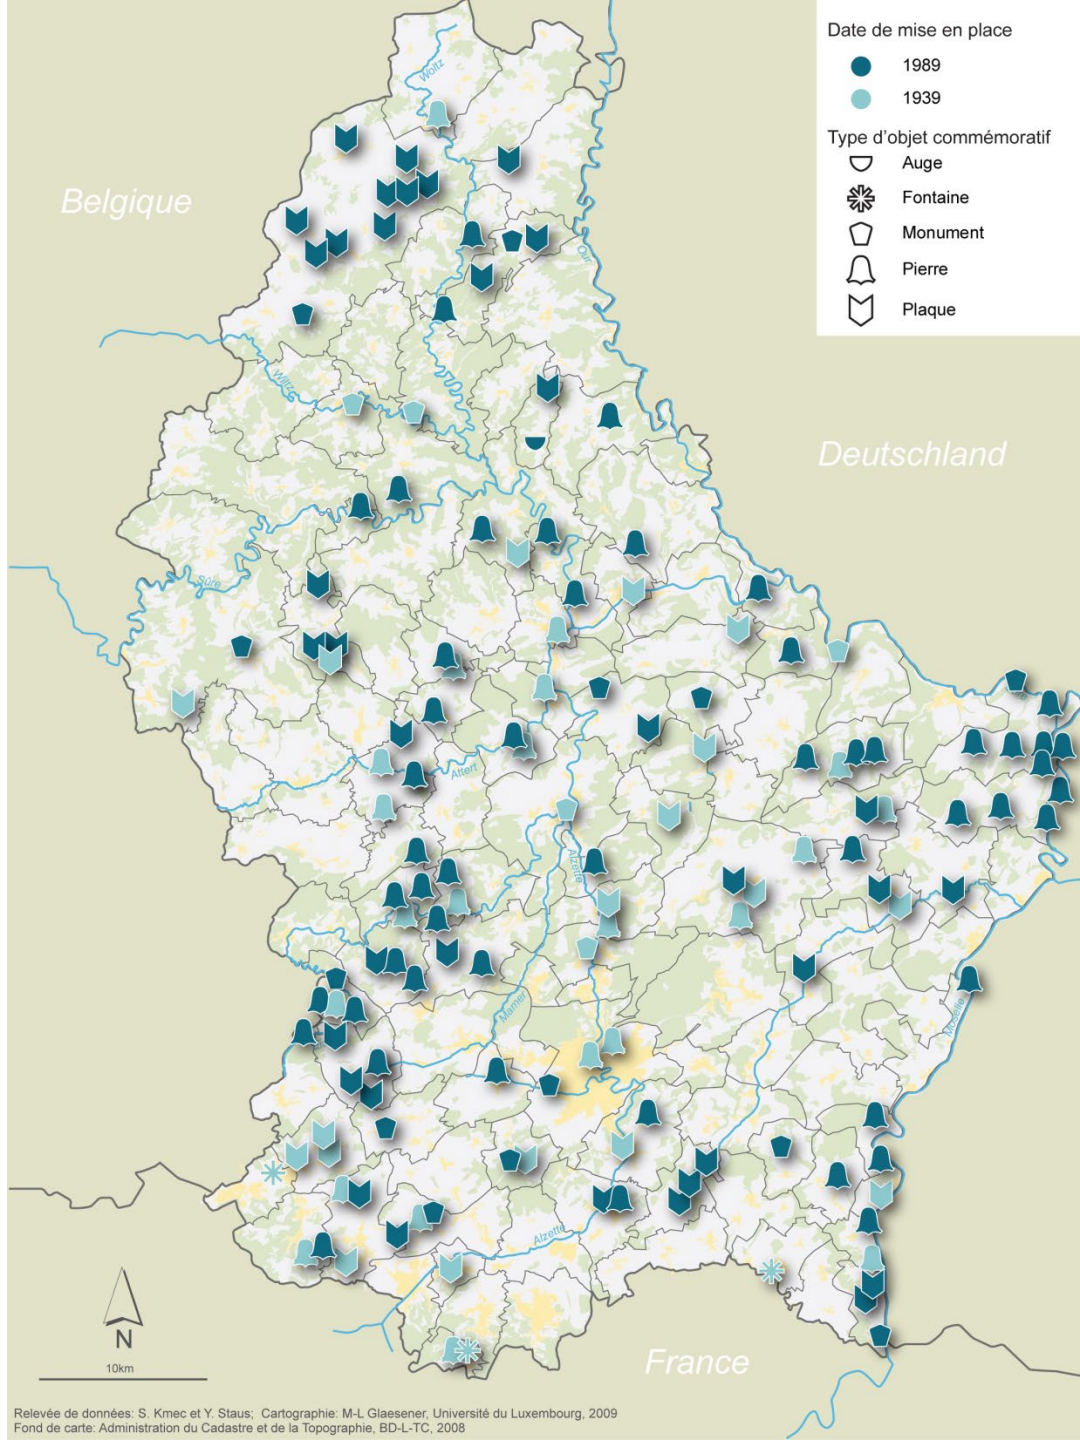 Date de mise en place
1989
1939
Type d'objet commémoratif
Auge
Fontaine
Monument
Pierre
Plaque
Woltz
Belgique
Our
Wiltz
Deutschland
Sûre
Attert
Alzette
Mamer
Moselle
Alzette
N
10km
France
Relevée de données: S. Kmec et Y. Staus; Cartographie: M-L Glaesener, Université du Luxembourg, 2009
Fond de carte: Administration du Cadastre et de la Topographie, BD-L-TC, 2008